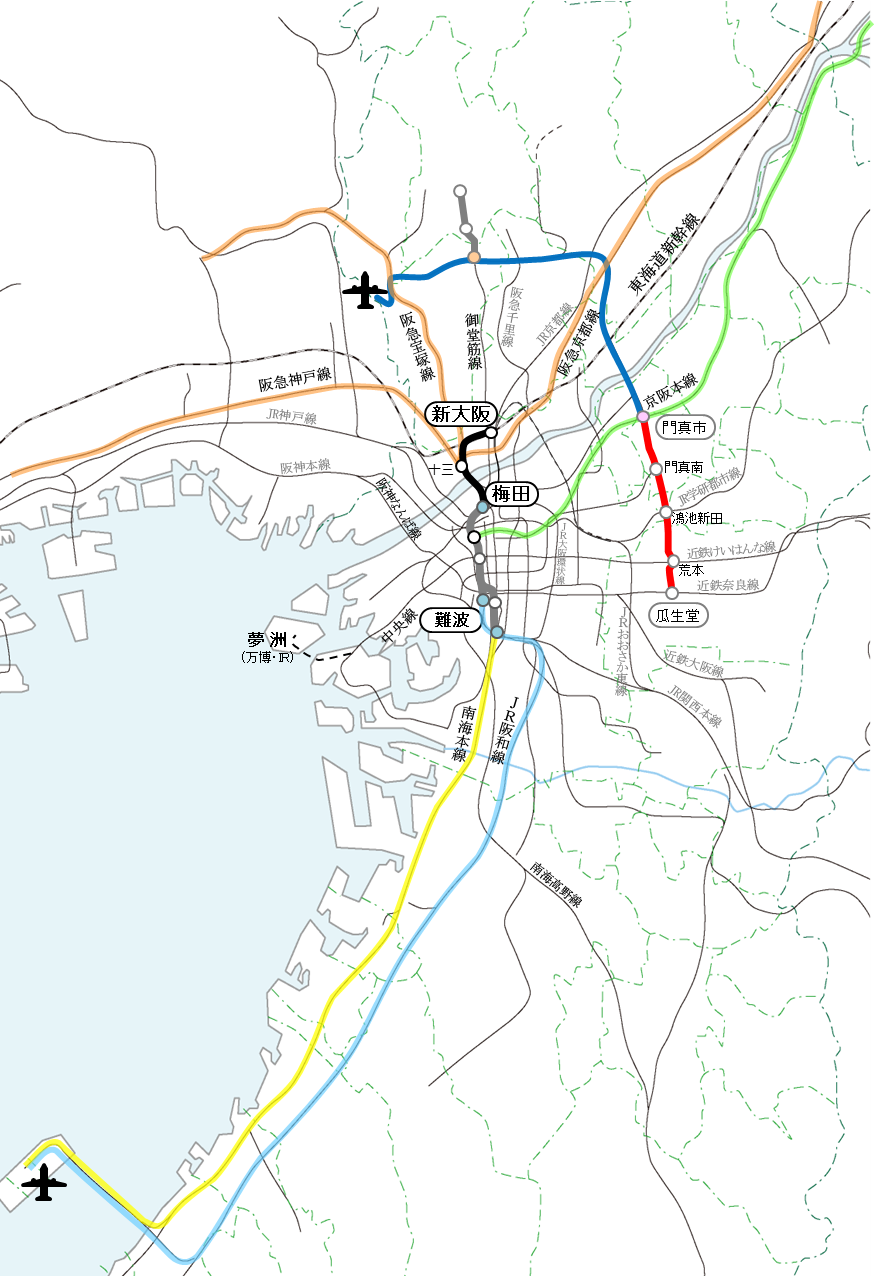 東海道新幹線
阪急千里線
JR京都線
阪急京都線
御堂筋線
阪急宝塚線
阪急神戸線
京阪本線
新大阪
JR神戸線
門真市
十三
門真南
阪神本線
JR学研都市線
梅田
阪神なんば線
鴻池新田
JR大阪環状線
近鉄けいはんな線
荒本
近鉄奈良線
難波
瓜生堂
中央線
夢洲
(万博・IR)
JRおおさか東線
近鉄大阪線
JR関西本線
南海本線
JR阪和線
南海高野線